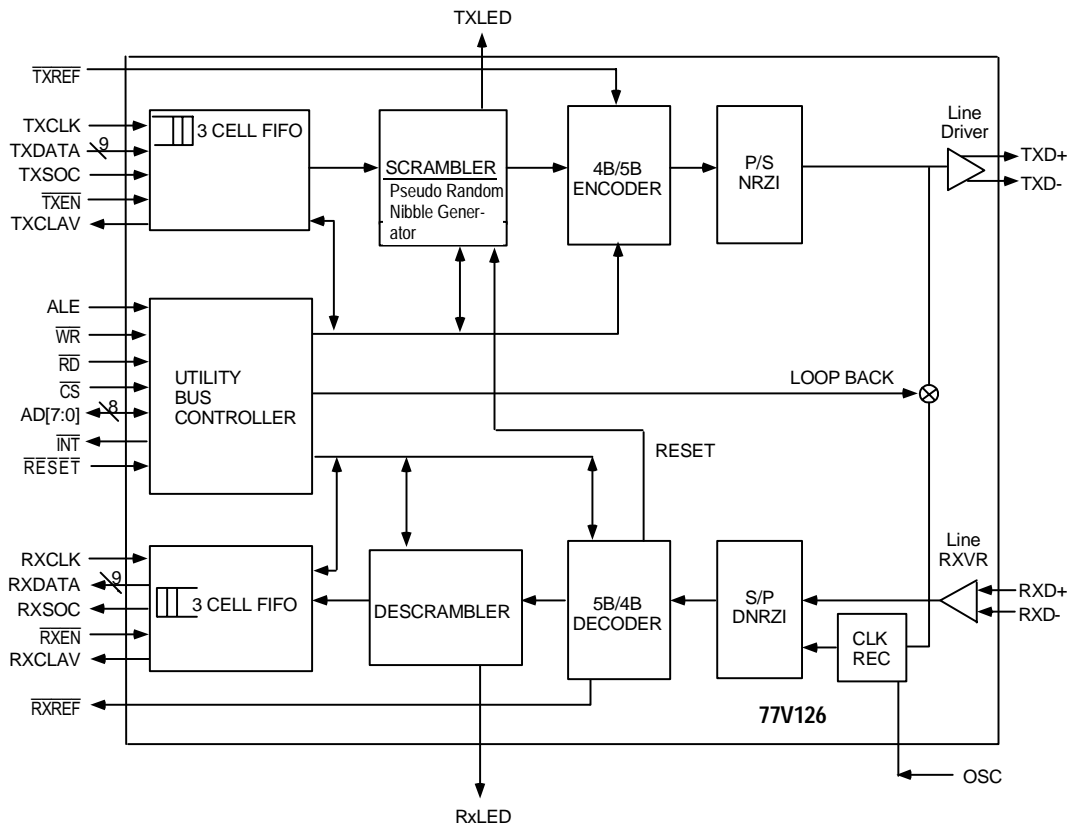 TXLED
TXREF
TXCLK
TXDATA
9
TXSOC
TXEN
TXCLAV
3 CELL FIFO
SCRAMBLER
Pseudo Random
Nibble Gener-
ator
4B/5B
ENCODER
P/S
NRZI
Line
Driver
TXD+
TXD-
ALE
WR
RD
CS
AD[7:0]
8
INT
RESET
UTILITY
BUS
CONTROLLER
LOOP BACK
RESET
RXCLK
RXDATA
9
RXSOC
RXEN
RXCLAV
RXREF
3 CELL FIFO
DESCRAMBLER
5B/4B
DECODER
S/P
DNRZI
CLK
REC
Line
RXVR
RXD+
RXD-
77V126
OSC
RxLED